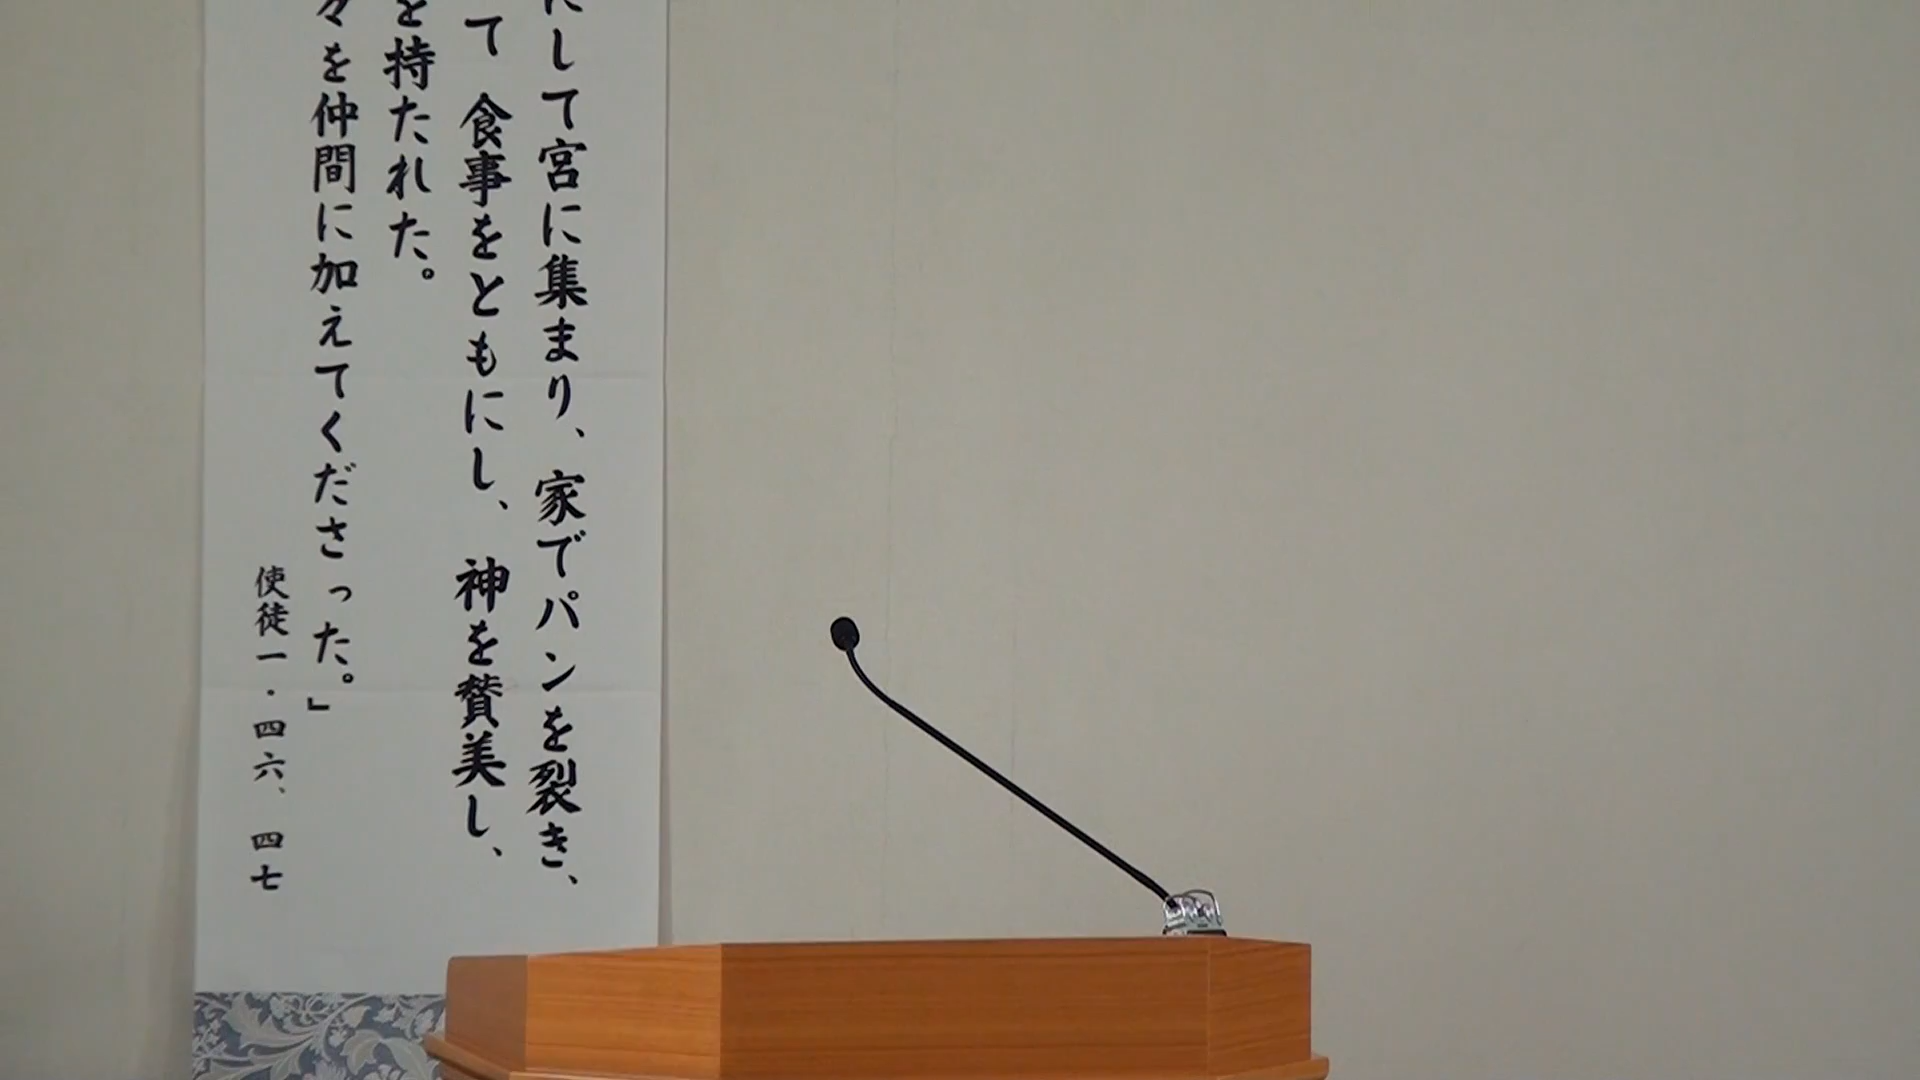 にして宮に集まり、家でパンを裂き、
て 食事をともにし、神を賛美し、
を持たれた。
々を仲間に加えてくださった。」
使徒一・四六、四七